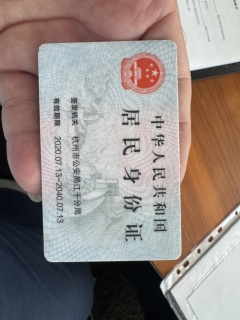 中华人民共和国
居民身份证
签发机关 杭州市公安局江干分局
有效期限 2020.07.13-2040.07.13